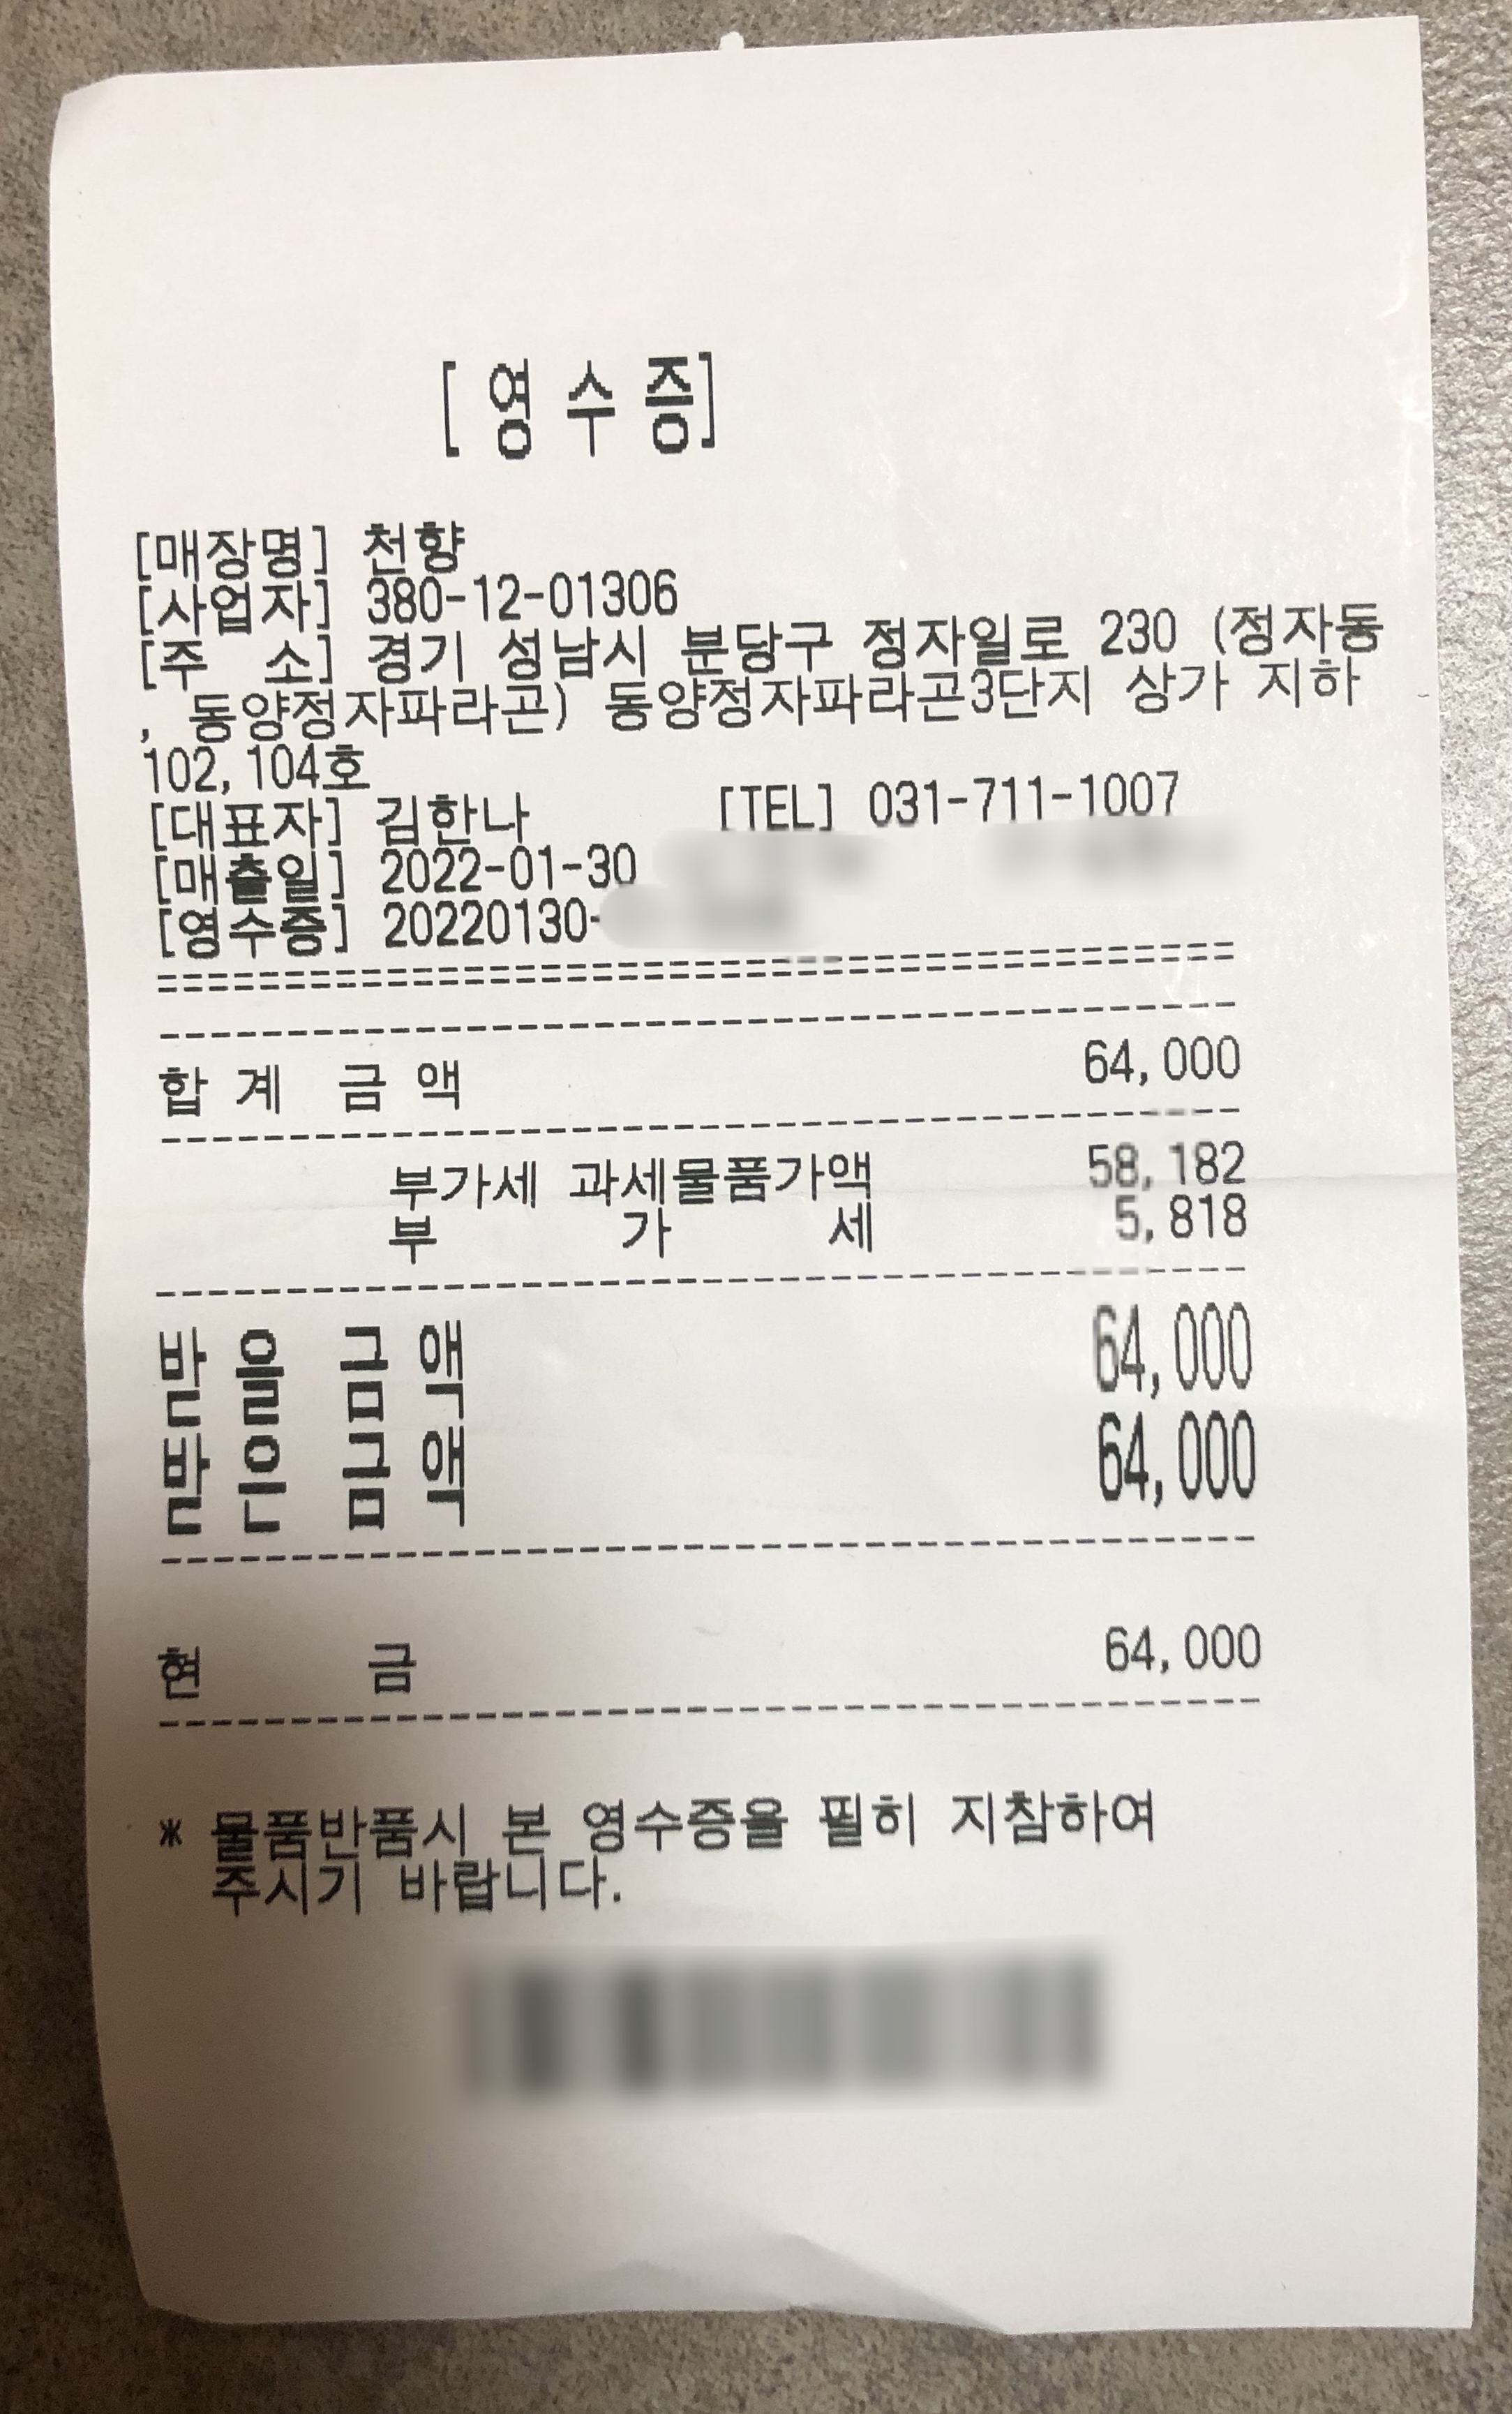 [ 영 수 증]
[매장명] 천향
[사업자] 380-12-01306
[주 소] 경기 성남시 분당구 정자일로 230 (정자동
, 동양정자파라곤) 동양정자파라곤3단지 상가 지하
102, 104호
[대표자] 김한나 [TEL] 031-711-1007
[매출일] 2022-01-30
[영수증] 20220130-
==========================================
------------------------------------------
합 계 금 액 64,000
------------------------------------------
부가세 과세물품가액 58,182
부 가 세 5,818
------------------------------------------
받 을 금 액 64,000
받 은 금 액 64,000
------------------------------------------
현 금 64,000
------------------------------------------
* 물품반품시 본 영수증을 필히 지참하여
주시기 바랍니다.